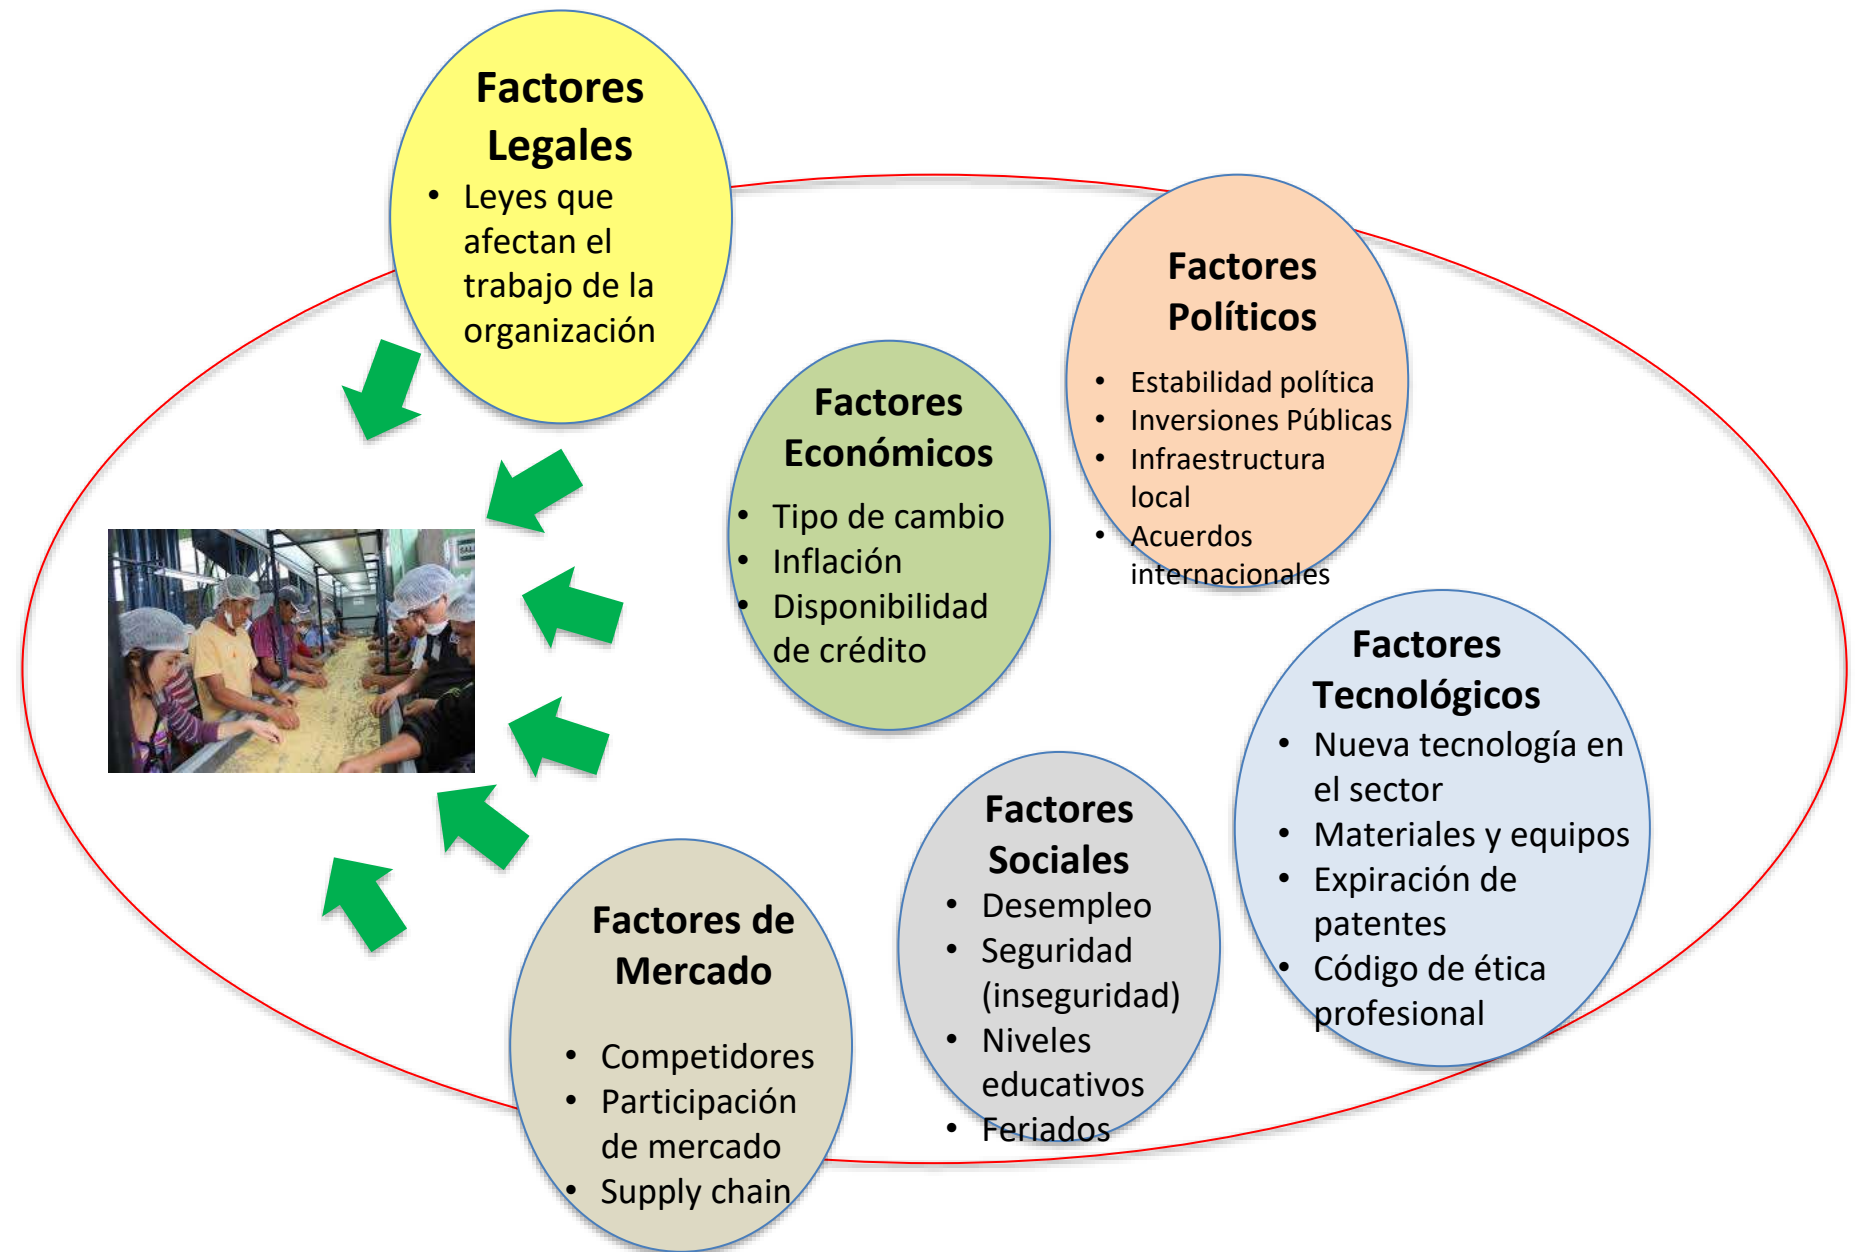 Factores
Legales
• Leyes que
afectan el
trabajo de la
organización
Factores
Políticos
• Estabilidad política
• Inversiones Públicas
• Infraestructura
local
• Acuerdos
internacionales
Factores
Económicos
• Tipo de cambio
• Inflación
• Disponibilidad
de crédito
Factores
Tecnológicos
• Nueva tecnología en
el sector
• Materiales y equipos
• Expiración de
patentes
• Código de ética
profesional
Factores
Sociales
• Desempleo
• Seguridad
(inseguridad)
• Niveles
educativos
• Feriados
Factores de
Mercado
• Competidores
• Participación
de mercado
• Supply chain